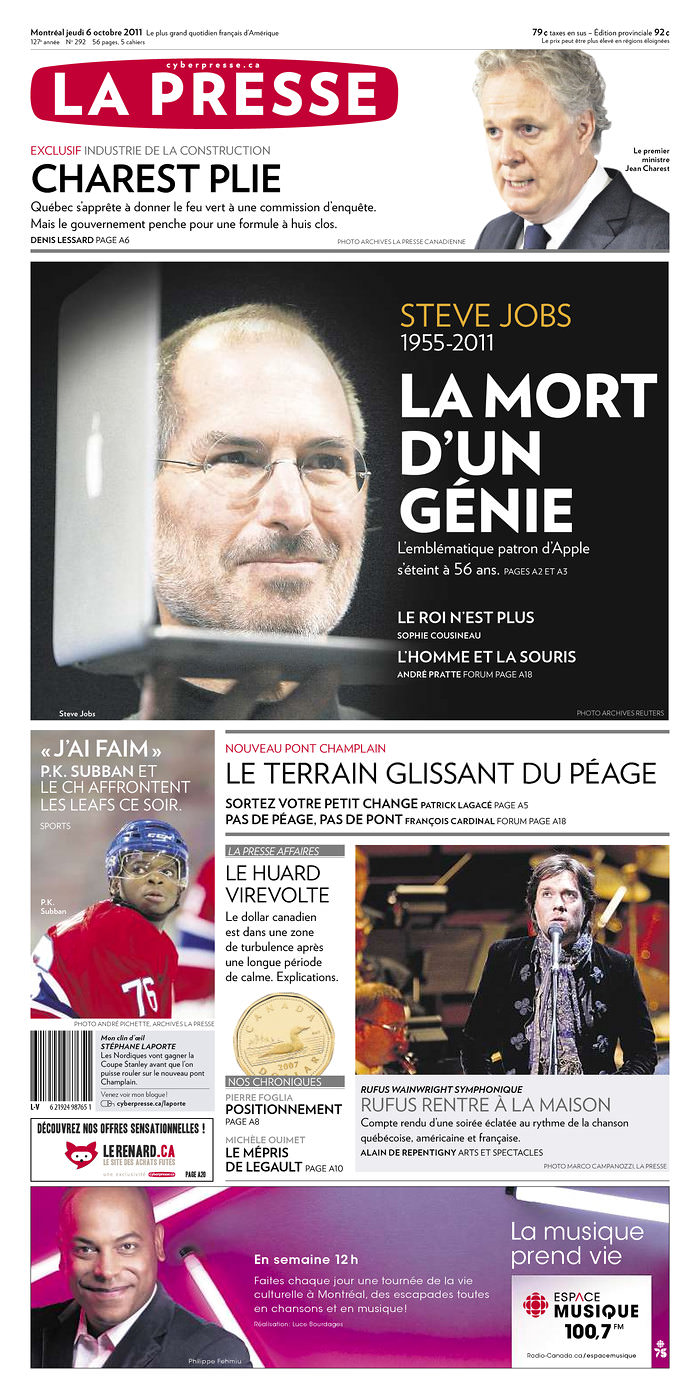 Montréal jeudi 6 octobre 2011 Le plus grand quotidien français d'Amérique
127e année No 292 56 pages, 5 cahiers
79¢ taxes en sus – Édition provinciale 92¢
Le prix peut être plus élevé en régions éloignées
cyberpresse.ca
LA PRESSE
EXCLUSIF INDUSTRIE DE LA CONSTRUCTION
CHAREST PLIE
Québec s'apprête à donner le feu vert à une commission d'enquête.
Mais le gouvernement penche pour une formule à huis clos.
DENIS LESSARD PAGE A6
PHOTO ARCHIVES LA PRESSE CANADIENNE
Le premier
ministre
Jean Charest
STEVE JOBS
1955-2011
LA MORT
D'UN
GÉNIE
L'emblématique patron d'Apple
s'éteint à 56 ans. PAGES A2 ET A3
LE ROI N'EST PLUS
SOPHIE COUSINEAU
L'HOMME ET LA SOURIS
ANDRÉ PRATTE FORUM PAGE A18
Steve Jobs
PHOTO ARCHIVES REUTERS
« J'AI FAIM »
P.K. SUBBAN ET
LE CH AFFRONTENT
LES LEAFS CE SOIR.
SPORTS
P.K.
Subban
76
PHOTO ANDRÉ PICHETTE, ARCHIVES LA PRESSE
NOUVEAU PONT CHAMPLAIN
LE TERRAIN GLISSANT DU PÉAGE
SORTEZ VOTRE PETIT CHANGE PATRICK LAGACÉ PAGE A5
PAS DE PÉAGE, PAS DE PONT FRANÇOIS CARDINAL FORUM PAGE A18
LA PRESSE AFFAIRES
LE HUARD
VIREVOLTE
Le dollar canadien
est dans une zone
de turbulence après
une longue période
de calme. Explications.
2007
NOS CHRONIQUES
PIERRE FOGLIA
POSITIONNEMENT
PAGE A8
MICHÈLE OUIMET
LE MÉPRIS
DE LEGAULT PAGE A10
RUFUS WAINWRIGHT SYMPHONIQUE
RUFUS RENTRE À LA MAISON
Compte rendu d'une soirée éclatée au rythme de la chanson
québécoise, américaine et française.
ALAIN DE REPENTIGNY ARTS ET SPECTACLES
PHOTO MARCO CAMPANOZZI, LA PRESSE
L-V 6 21924 98765 1
Mon clin d'œil
STÉPHANE LAPORTE
Les Nordiques vont gagner la
Coupe Stanley avant que l'on
puisse rouler sur le nouveau pont
Champlain.
Venez voir mon blogue!
cyberpresse.ca/laporte
DÉCOUVREZ NOS OFFRES SENSATIONNELLES !
LERENARD.CA
LE SITE DES ACHATS FUTÉS
une exclusivité cyberpresse.ca
PAGE A20
En semaine 12 h
Faites chaque jour une tournée de la vie
culturelle à Montréal, des escapades toutes
en chansons et en musique!
Réalisation: Luce Bourdages
Philippe Fehmiu
La musique
prend vie
ESPACE
MUSIQUE
100,7 FM
Radio-Canada.ca/espacemusique
75